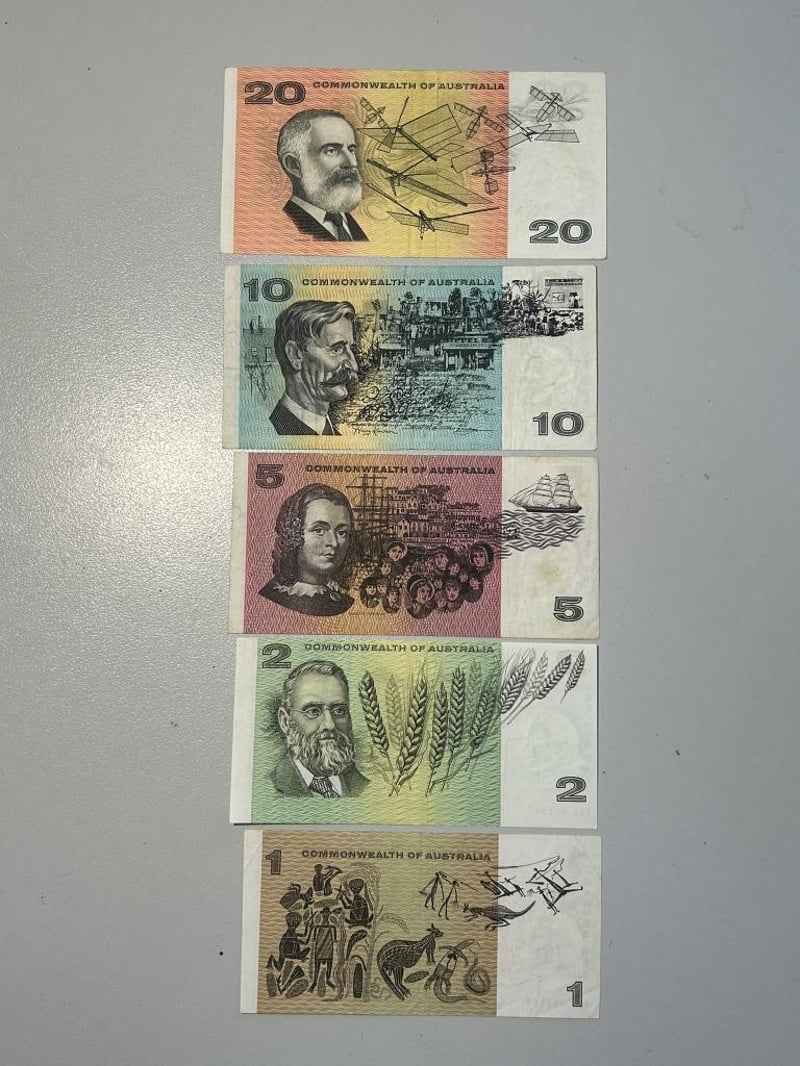 20 COMMONWEALTH OF AUSTRALIA
20
10 COMMONWEALTH OF AUSTRALIA
10
5 COMMONWEALTH OF AUSTRALIA
5
2 COMMONWEALTH OF AUSTRALIA
2
1 COMMONWEALTH OF AUSTRALIA
1